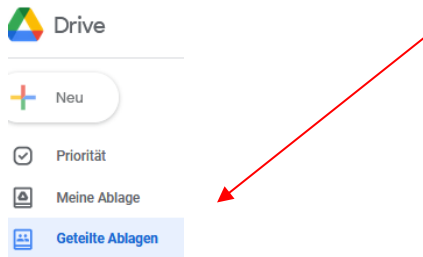 Drive
Neu
Priorität
Meine Ablage
Geteilte Ablagen